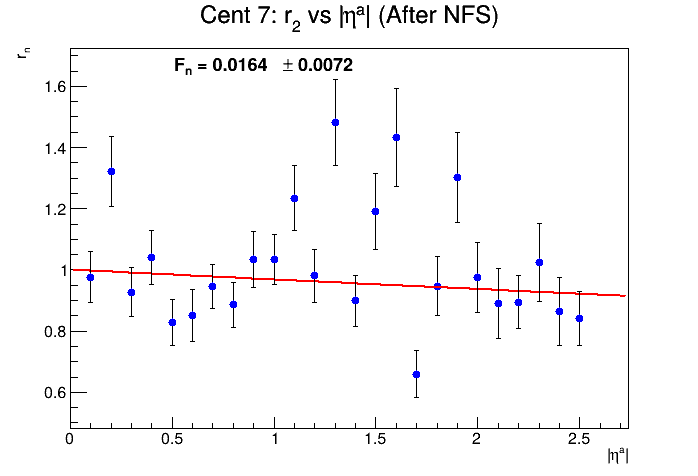 Cent 7: r2 vs |ηª| (After NFS)
rn
Fn = 0.0164 ± 0.0072
1.6
1.4
1.2
1
0.8
0.6
0 0.5 1 1.5 2 2.5
|ηª|